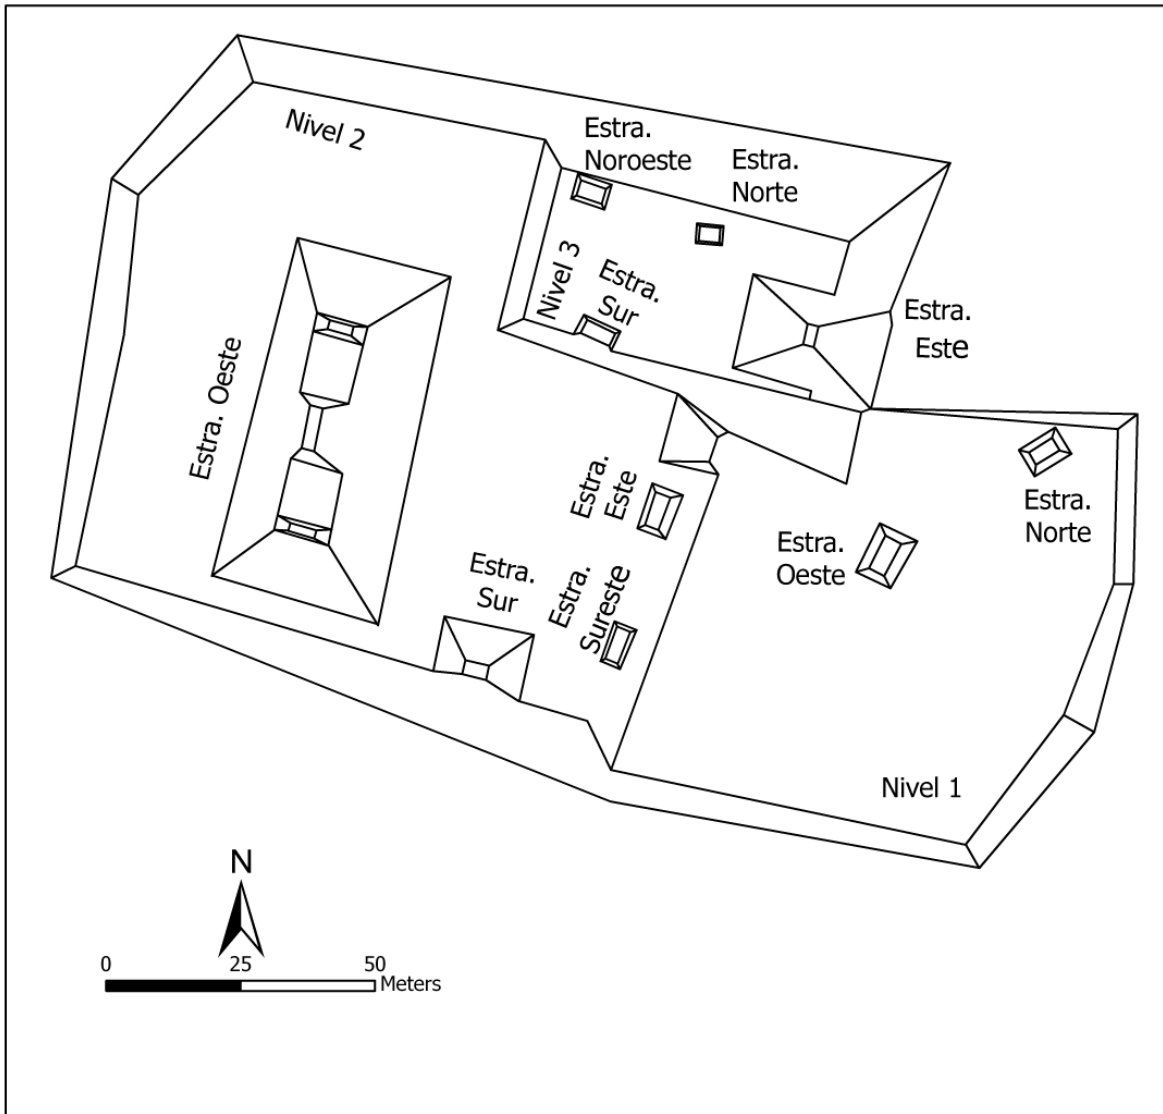 Nivel 2
Estra.
Noroeste
Estra.
Norte
Nivel 3
Estra.
Sur
Estra.
Este
Estra. Oeste
Estra.
Este
Estra.
Norte
Estra.
Oeste
Estra.
Sur
Estra.
Sureste
Nivel 1
N
0 25 50
Meters